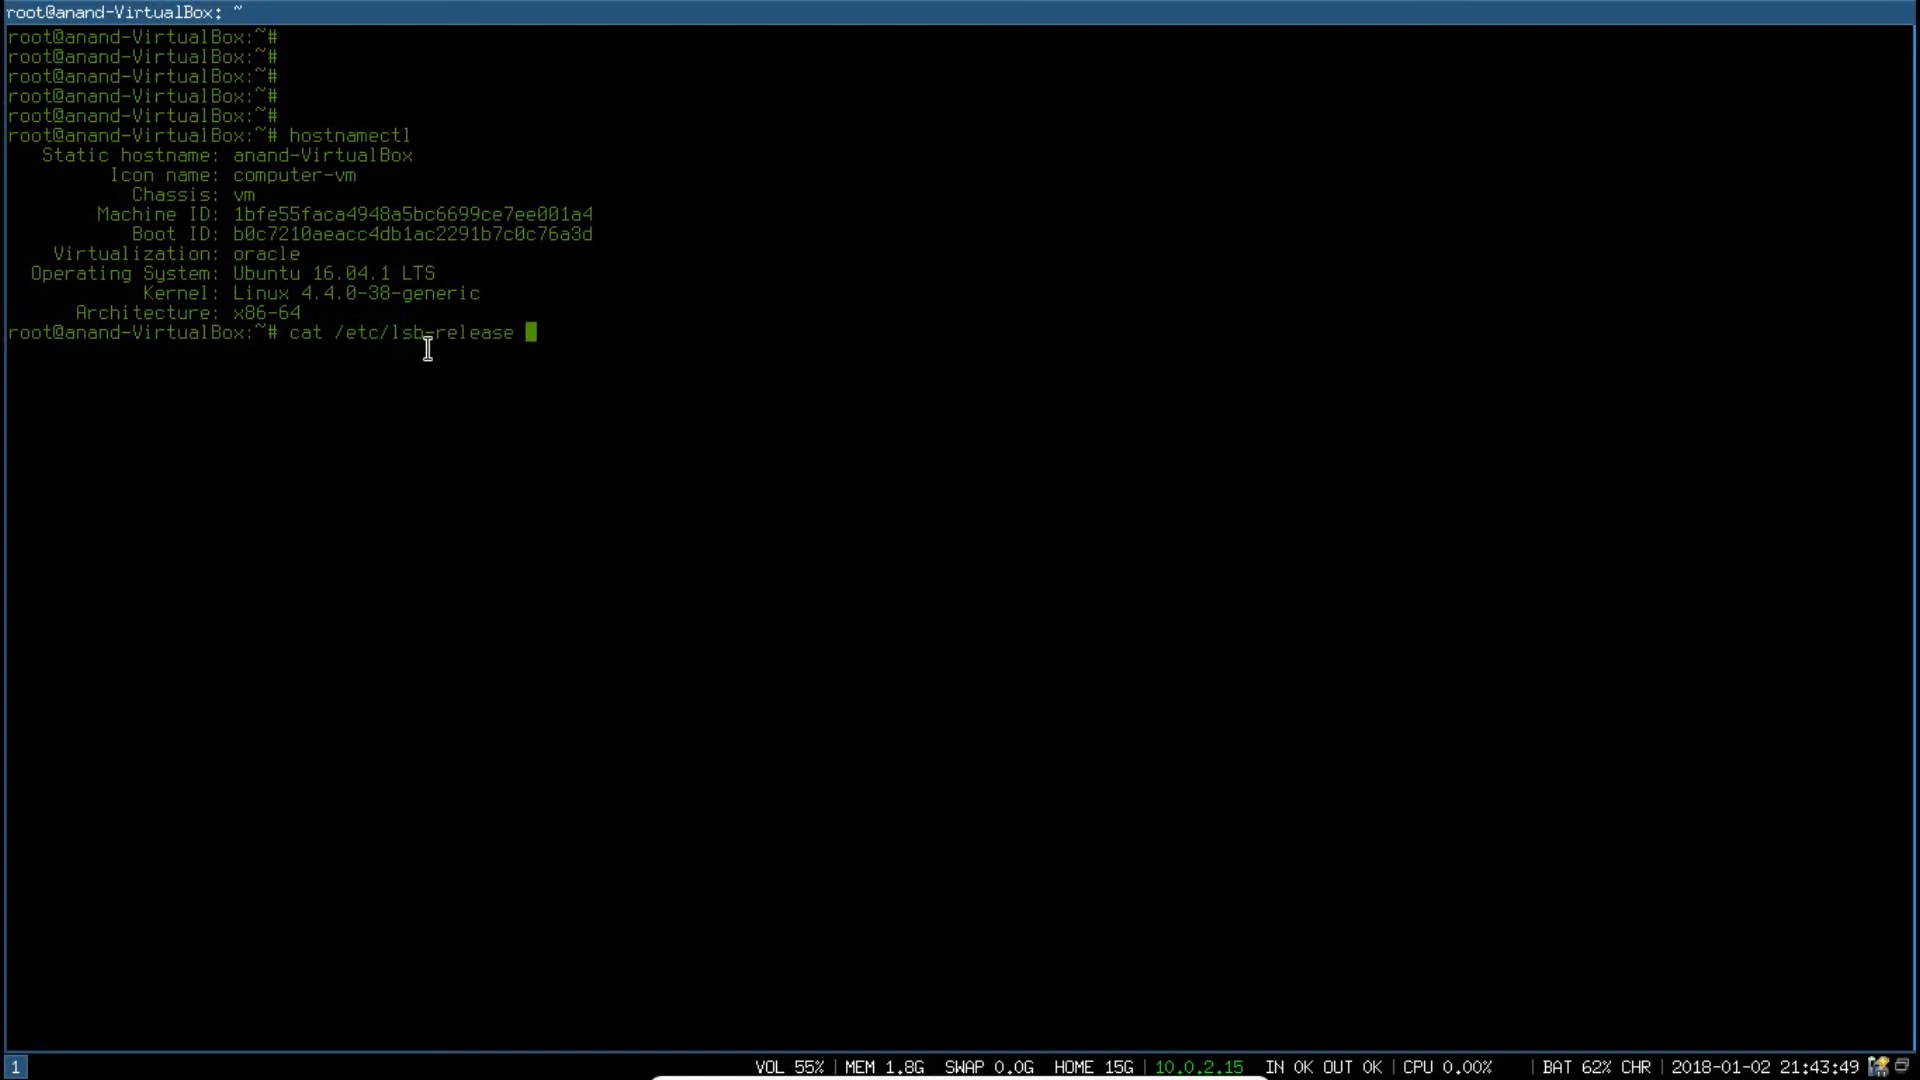 root@anand-VirtualBox: ~
root@anand-VirtualBox:~#
root@anand-VirtualBox:~#
root@anand-VirtualBox:~#
root@anand-VirtualBox:~#
root@anand-VirtualBox:~#
root@anand-VirtualBox:~# hostnamectl
Static hostname: anand-VirtualBox
Icon name: computer-vm
Chassis: vm
Machine ID: 1bfe55faca4948a5bc6699ce7ee001a4
Boot ID: b0c7210aeacc4db1ac2291b7c0c76a3d
Virtualization: oracle
Operating System: Ubuntu 16.04.1 LTS
Kernel: Linux 4.4.0-38-generic
Architecture: x86-64
root@anand-VirtualBox:~# cat /etc/lsb-release
1 VOL 55% | MEM 1.8G SWAP 0.0G HOME 15G | 10.0.2.15 IN 0K OUT 0K | CPU 0.00% | BAT 62% CHR | 2018-01-02 21:43:49